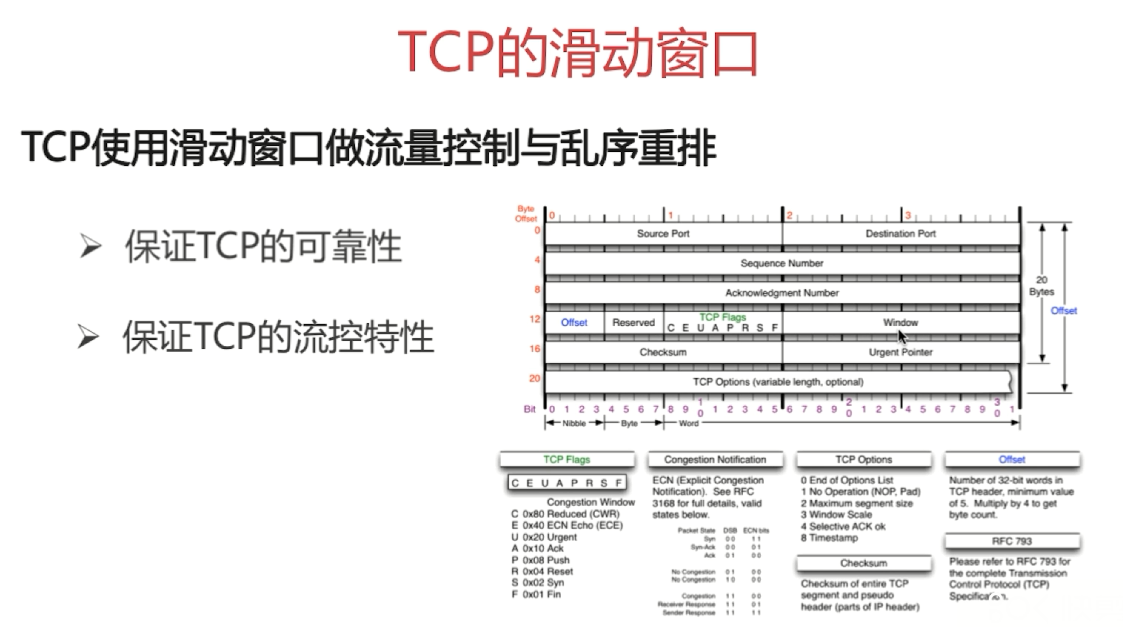 TCP的滑动窗口
TCP使用滑动窗口做流量控制与乱序重排
保证TCP的可靠性
保证TCP的流控特性
Byte
Offset
0 1 2 3
0 Source Port Destination Port
4 Sequence Number
8 Acknowledgment Number
12 Offset Reserved TCP Flags
C E U A P R S F
Window
16 Checksum Urgent Pointer
20 TCP Options (variable length, optional)
20
Bytes
Offset
Bit 0 1 2 3 4 5 6 7 8 9 10 1 2 3 4 5 6 7 8 9 20 1 2 3 4 5 6 7 8 9 30 1
Nibble Byte Word
TCP Flags
C E U A P R S F
Congestion Window
C 0x80 Reduced (CWR)
E 0x40 ECN Echo (ECE)
U 0x20 Urgent
A 0x10 Ack
P 0x08 Push
R 0x04 Reset
S 0x02 Syn
F 0x01 Fin
Congestion Notification
ECN (Explicit Congestion
Notification). See RFC
3168 for full details, valid
states below.
Packet State DSB ECN bits
Syn 0 0 1 1
Syn-Ack 0 0 0 1
Ack 0 1 0 0
No Congestion 0 1 0 0
No Congestion 1 0 0 0
Congestion 1 1 0 0
Receiver Response 1 1 0 1
Sender Response 1 1 1 1
TCP Options
0 End of Options List
1 No Operation (NOP, Pad)
2 Maximum segment size
3 Window Scale
4 Selective ACK ok
8 Timestamp
Checksum
Checksum of entire TCP
segment and pseudo
header (parts of IP header)
Offset
Number of 32-bit words in
TCP header, minimum value
of 5. Multiply by 4 to get
byte count.
RFC 793
Please refer to RFC 793 for
the complete Transmission
Control Protocol (TCP)